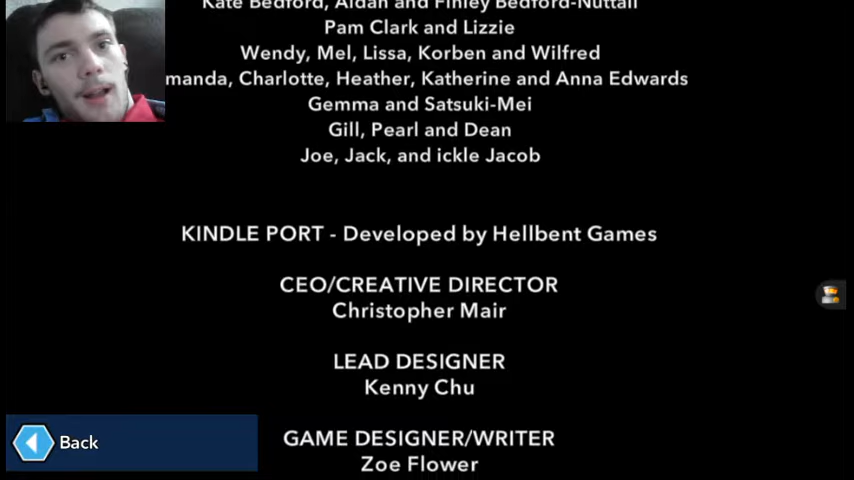 Kate Bedford, Aidan and Finley Bedford-Nuttall
Pam Clark and Lizzie
Wendy, Mel, Lissa, Korben and Wilfred
manda, Charlotte, Heather, Katherine and Anna Edwards
Gemma and Satsuki-Mei
Gill, Pearl and Dean
Joe, Jack, and ickle Jacob
KINDLE PORT - Developed by Hellbent Games
CEO/CREATIVE DIRECTOR
Christopher Mair
LEAD DESIGNER
Kenny Chu
Back
GAME DESIGNER/WRITER
Zoe Flower